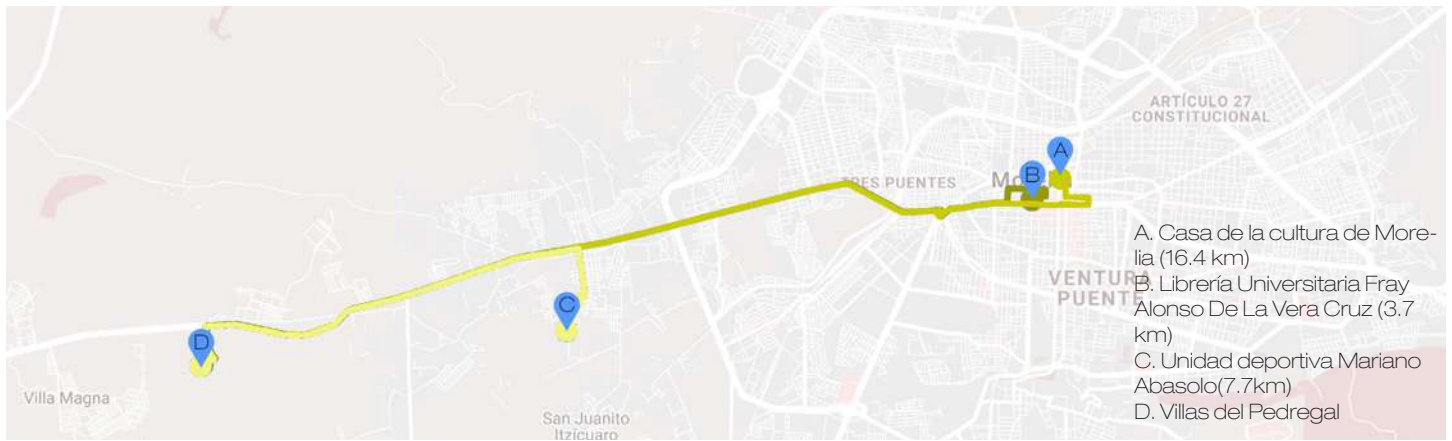 ARTÍCULO 27
CONSTITUCIONAL
A
TRES PUENTES
B
A. Casa de la cultura de More-
lia (16.4 km)
B. Librería Universitaria Fray
Alonso De La Vera Cruz (3.7
km)
C. Unidad deportiva Mariano
Abasolo(7.7km)
D. Villas del Pedregal
VENTURA
PUENTE
C
D
Villa Magna
San Juanito
Itzícuaro